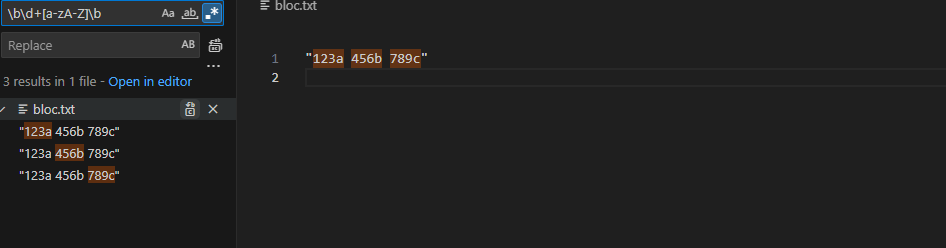 \b\d+[a-zA-Z]\b
Aa ab .*
Replace
AB
...
3 results in 1 file - Open in editor
bloc.txt
"123a 456b 789c"
"123a 456b 789c"
"123a 456b 789c"
bloc.txt
1 "123a 456b 789c"
2